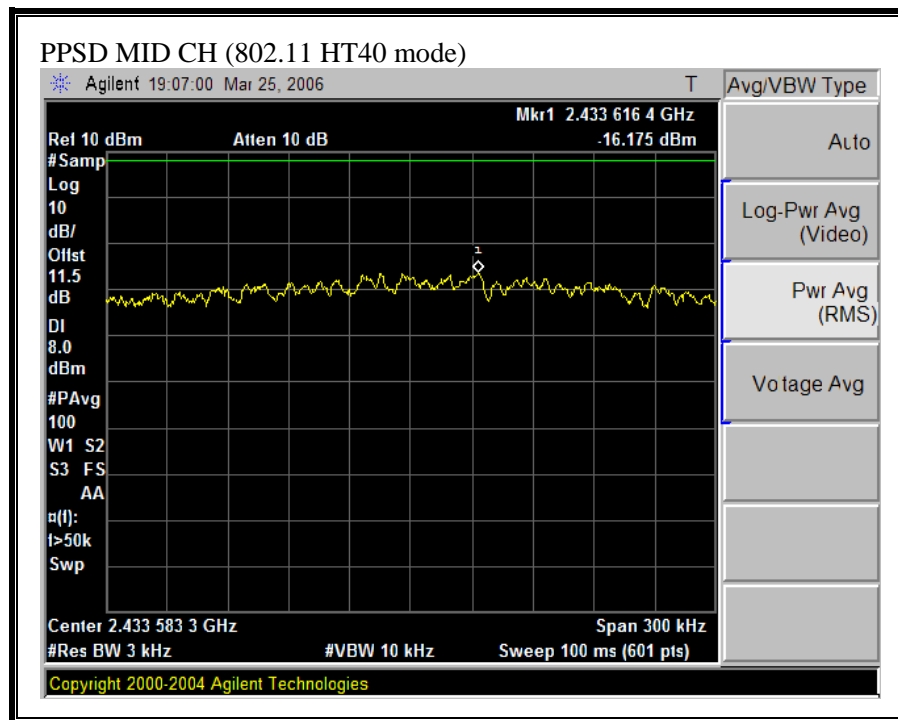 PPSD MID CH (802.11 HT40 mode)
Agilent 19:07:00 Mar 25, 2006 T
Avg/VBW Type
Mkr1 2.433 616 4 GHz
Ref 10 dBm Atten 10 dB -16.175 dBm
#Samp
Log
10
dB/
Offst
11.5
dB
DI
8.0
dBm
#PAvg
100
W1 S2
S3 FS
AA
¤(f):
f>50k
Swp
1
Center 2.433 583 3 GHz Span 300 kHz
#Res BW 3 kHz #VBW 10 kHz Sweep 100 ms (601 pts)
Auto
Log-Pwr Avg
(Video)
Pwr Avg
(RMS)
Votage Avg
Copyright 2000-2004 Agilent Technologies